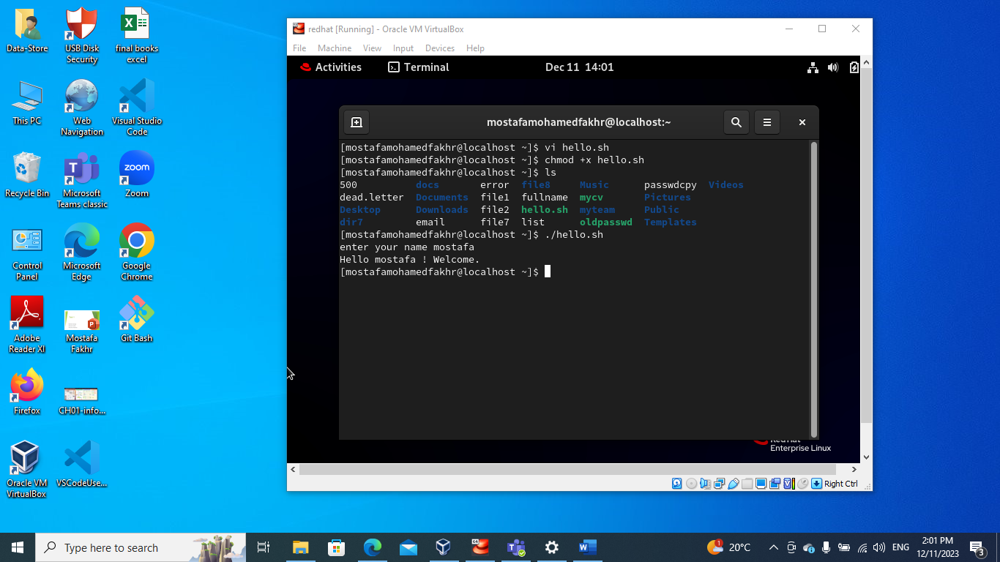 Data-Store
USB Disk
Security
final books
excel
This PC
Web
Navigation
Visual Studio
Code
Recycle Bin
Microsoft
Teams classic
Zoom
zoom
Control
Panel
Microsoft
Edge
Google
Chrome
Adobe
Reader XI
Mostafa
Fakhr
Git Bash
Firefox
CH01-info...
Oracle VM
VirtualBox
VSCodeUse...
redhat [Running] - Oracle VM VirtualBox
File Machine View Input Devices Help
Activities Terminal Dec 11 14:01
mostafamohamedfakhr@localhost:~
[mostafamohamedfakhr@localhost ~]$ vi hello.sh
[mostafamohamedfakhr@localhost ~]$ chmod +x hello.sh
[mostafamohamedfakhr@localhost ~]$ ls
500 docs error file8 Music passwdcpy Videos
dead.letter Documents file1 fullname mycv Pictures
Desktop Downloads file2 hello.sh myteam Public
dir7 email file7 list oldpasswd Templates
[mostafamohamedfakhr@localhost ~]$ ./hello.sh
enter your name mostafa
Hello mostafa ! Welcome.
[mostafamohamedfakhr@localhost ~]$
Red Hat
Enterprise Linux
Right Ctrl
Type here to search
1
20°C
ENG
2:01 PM
12/11/2023
3